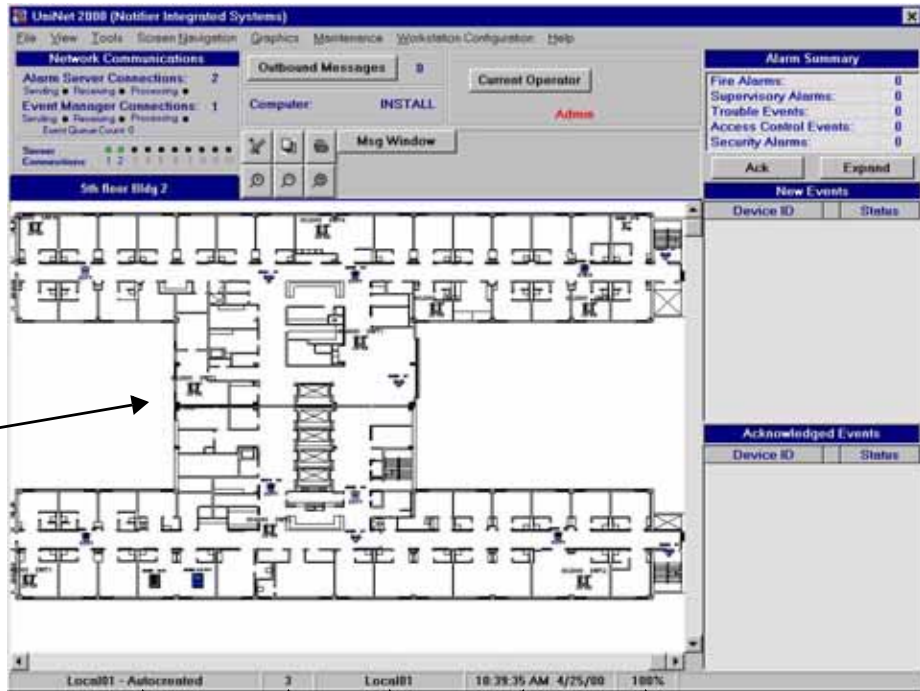 UniNet 2000 (Notifier Integrated Systems)
File View Tools Screen Navigation Graphics Maintenance Workstation Configuration Help
Network Communications
Alarm Server Connections: 2
Sending Receiving Processing
Event Manager Connections: 1
Sending Receiving Processing
Event Queue Count: 0
Server
Connections 1 2
5th floor Bldg 2
Outbound Messages 0
Computer: INSTALL
Current Operator
Admin
Msg Window
Alarm Summary
Fire Alarms: 0
Supervisory Alarms: 0
Trouble Events: 0
Access Control Events: 0
Security Alarms: 0
Ack Expand
New Events
Device ID Status
Acknowledged Events
Device ID Status
Local01 - Autocreated 3 Local01 10:39:35 AM 4/25/00 100%